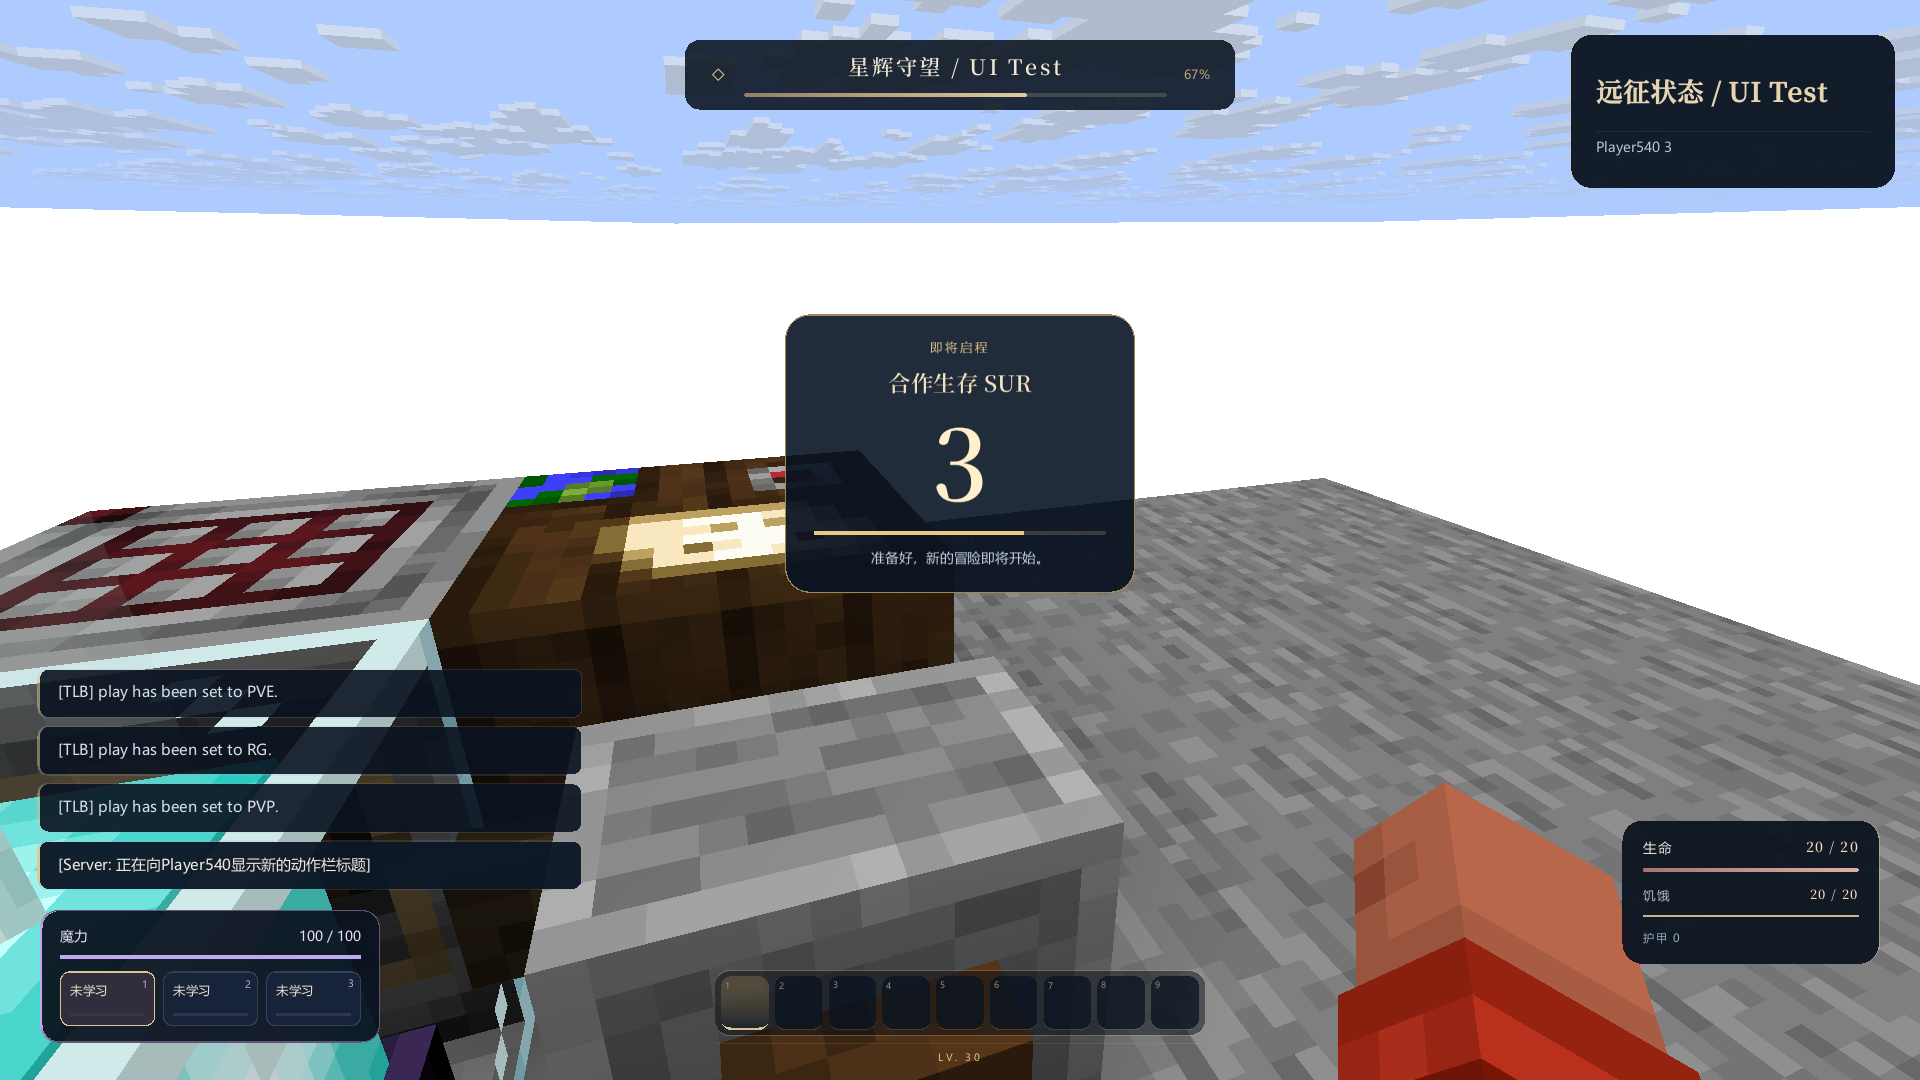 星辉守望 / UI Test
67%
远征状态 / UI Test
Player540 3
即将启程
合作生存 SUR
3
准备好，新的冒险即将开始。
[TLB] play has been set to PVE.
[TLB] play has been set to RG.
[TLB] play has been set to PVP.
[Server: 正在向Player540显示新的动作栏标题]
魔力 100 / 100
未学习 1 未学习 2 未学习 3
生命 20 / 20
饥饿 20 / 20
护甲 0
1 2 3 4 5 6 7 8 9
LV. 30